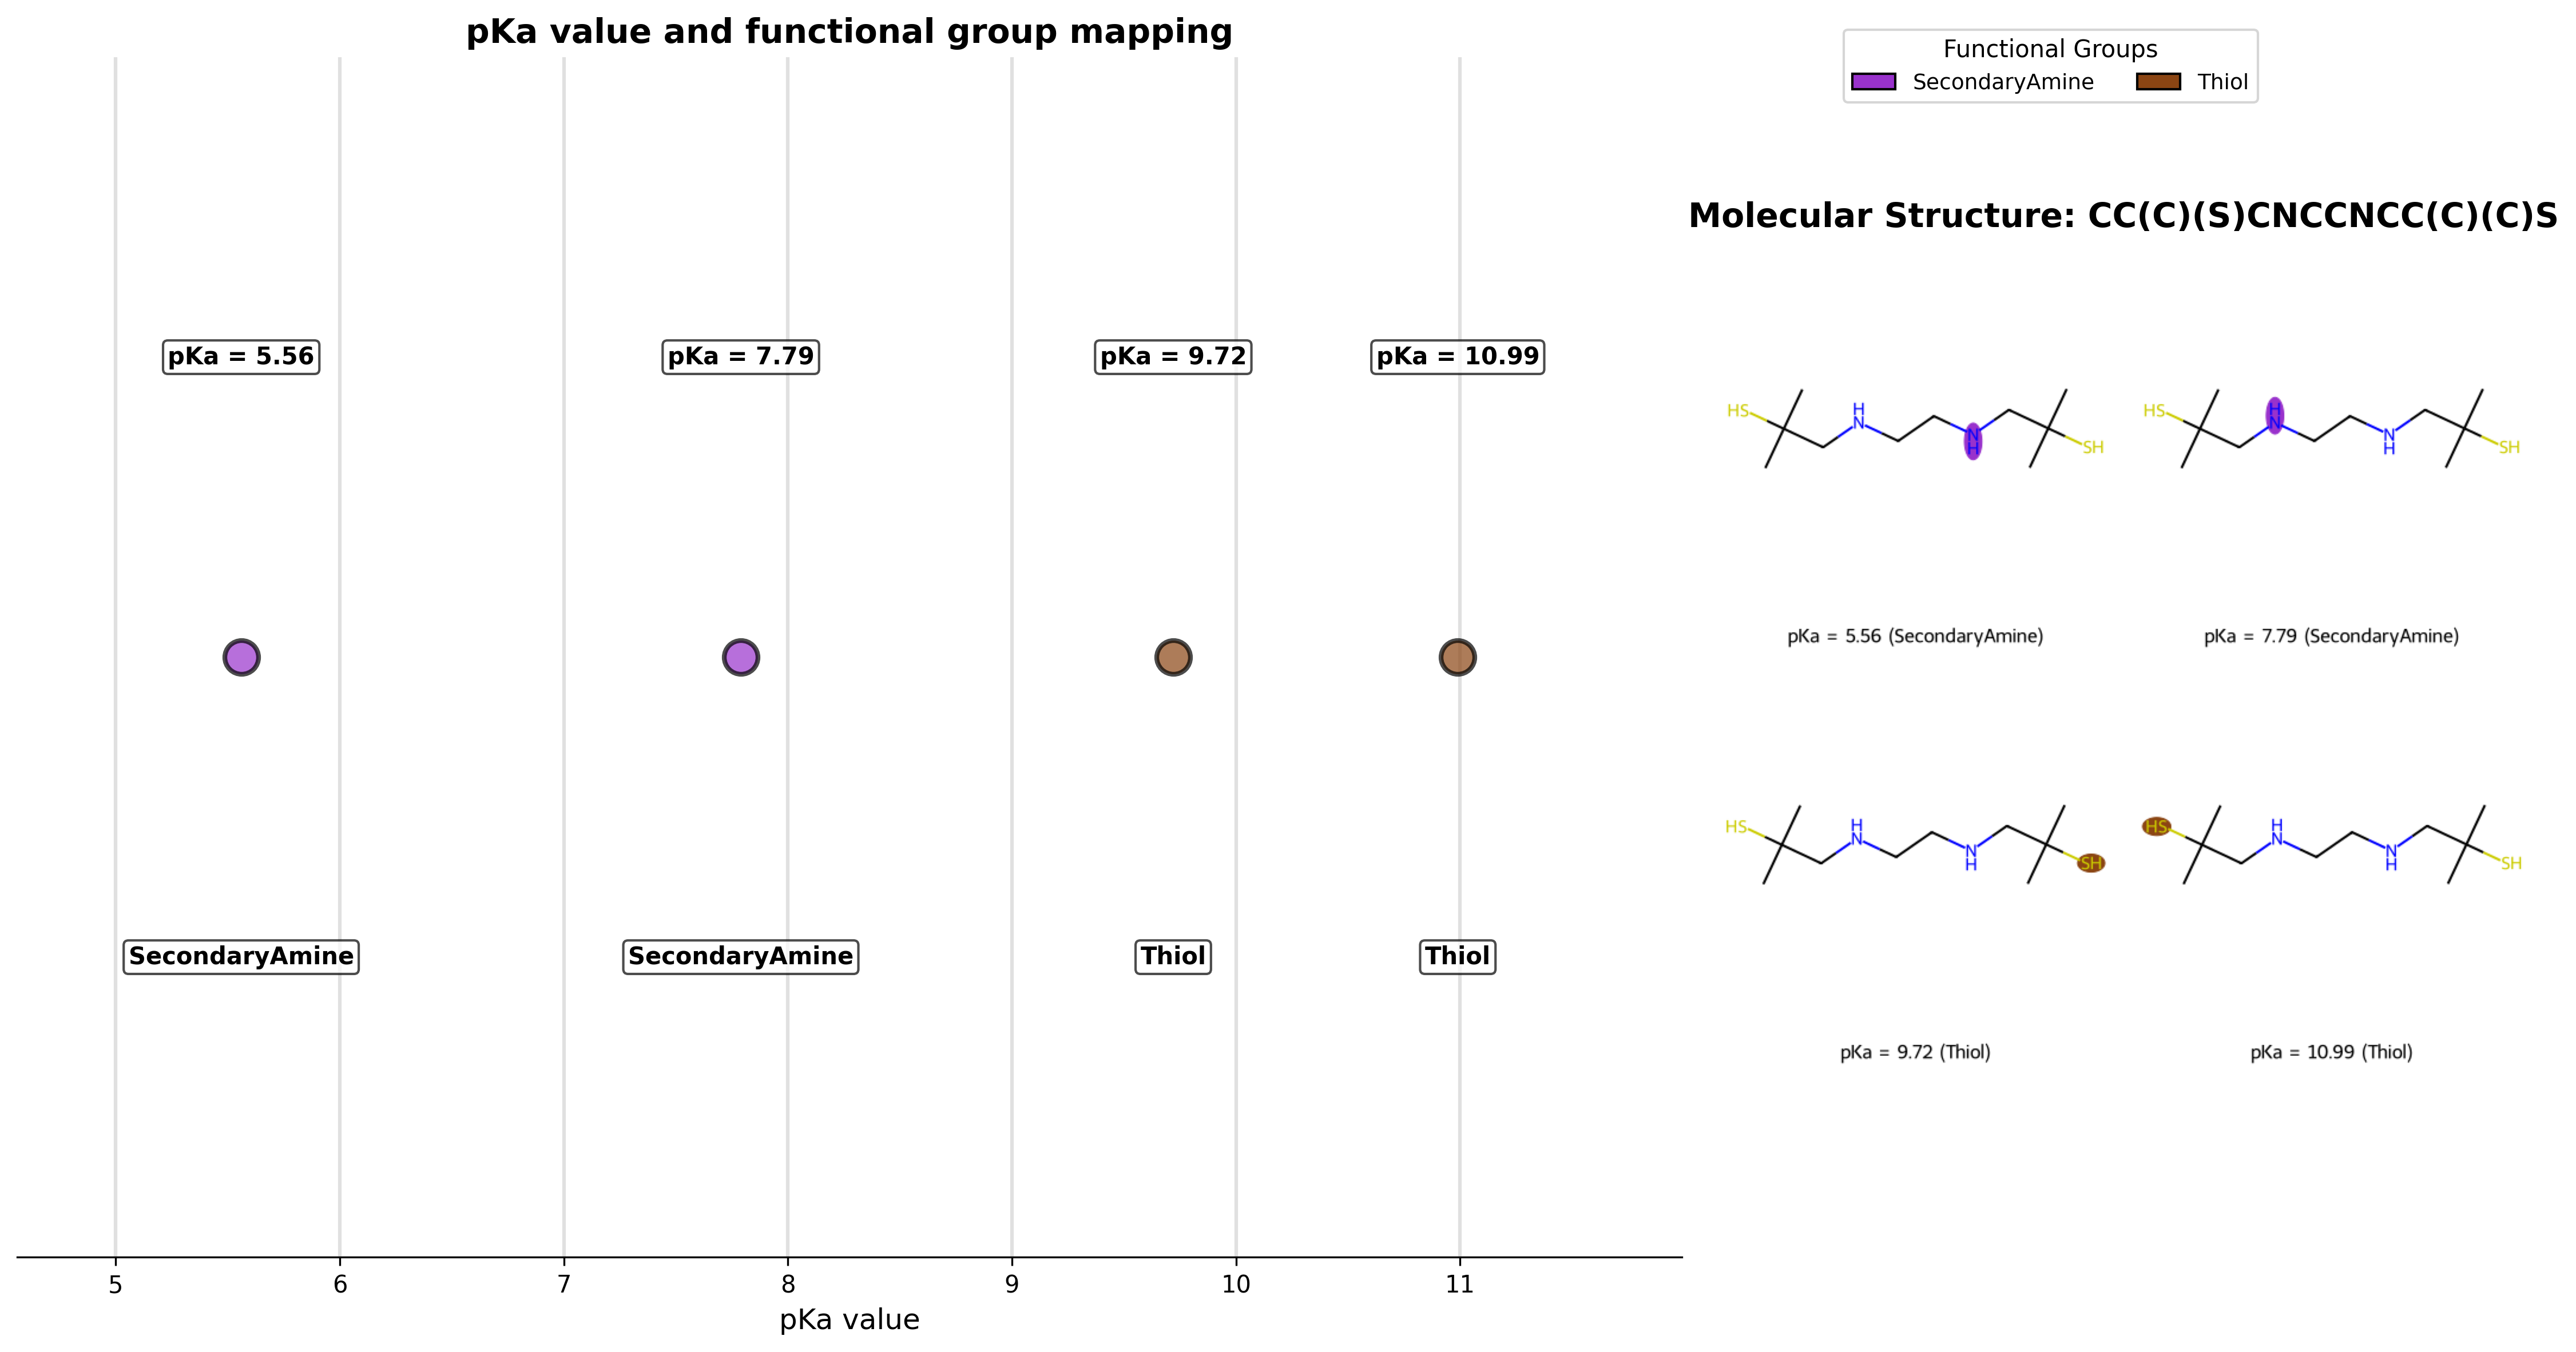 pKa value and functional group mapping
pKa = 5.56
pKa = 7.79
pKa = 9.72
pKa = 10.99
SecondaryAmine
SecondaryAmine
Thiol
Thiol
5 6 7 8 9 10 11
pKa value
Functional Groups
SecondaryAmine Thiol
Molecular Structure: CC(C)(S)CNCCNCC(C)(C)S
HS
H
N
N
H
SH
pKa = 5.56 (SecondaryAmine)
HS
H
N
N
H
SH
pKa = 7.79 (SecondaryAmine)
HS
H
N
N
H
SH
pKa = 9.72 (Thiol)
HS
H
N
N
H
SH
pKa = 10.99 (Thiol)